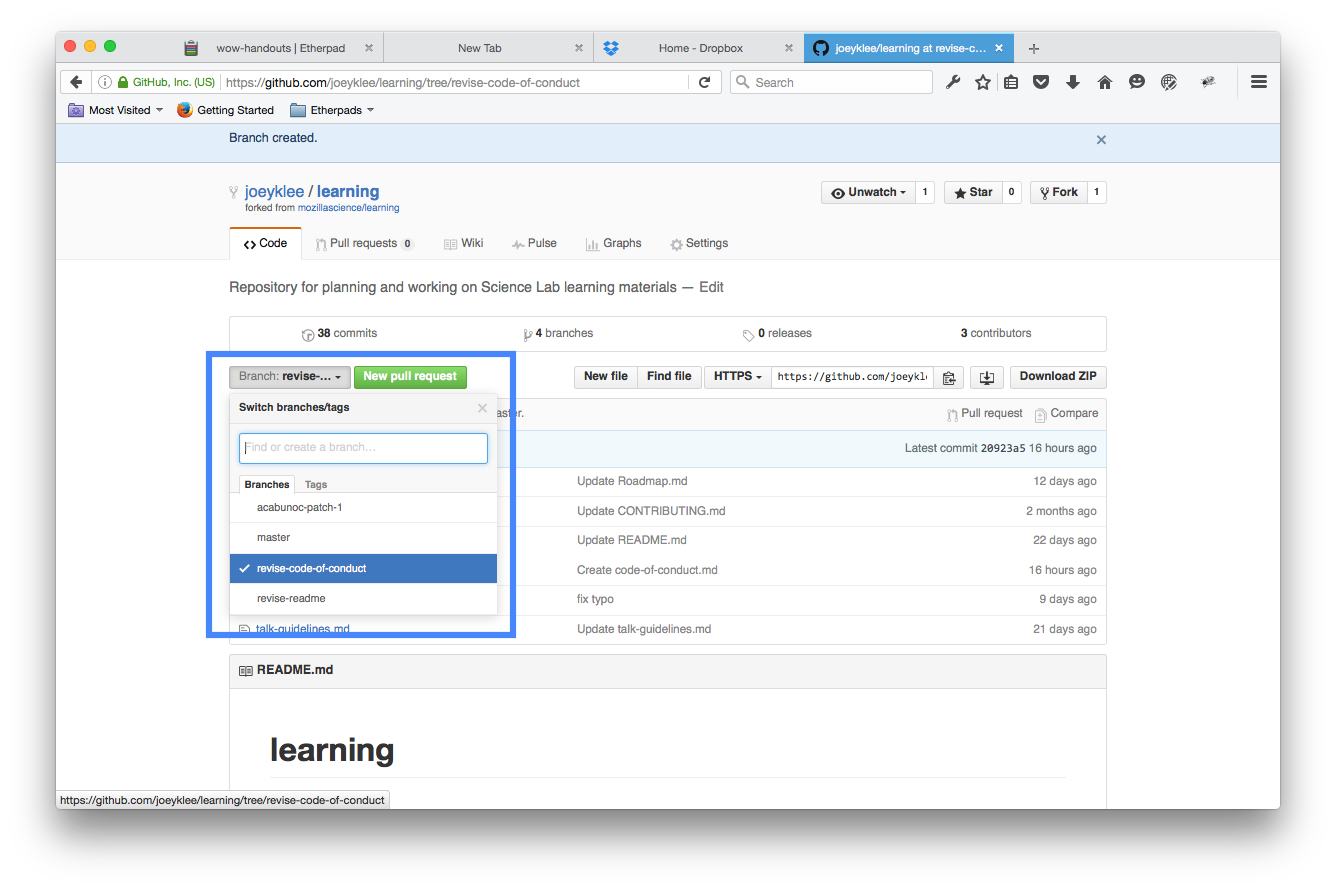 wow-handouts | Etherpad
New Tab
Home - Dropbox
joeyklee/learning at revise-c...
GitHub, Inc. (US)
https://github.com/joeyklee/learning/tree/revise-code-of-conduct
Search
Most Visited
Getting Started
Etherpads
Branch created.
joeyklee / learning
forked from mozillascience/learning
Unwatch 1
Star 0
Fork 1
Code
Pull requests 0
Wiki
Pulse
Graphs
Settings
Repository for planning and working on Science Lab learning materials — Edit
38 commits
4 branches
0 releases
3 contributors
Branch: revise-...
New pull request
New file
Find file
HTTPS
https://github.com/joeykl
Download ZIP
Switch branches/tags
aster.
Pull request
Compare
Find or create a branch...
Latest commit 20923a5 16 hours ago
Branches
Tags
Update Roadmap.md 12 days ago
acabunoc-patch-1
Update CONTRIBUTING.md 2 months ago
master
Update README.md 22 days ago
revise-code-of-conduct
Create code-of-conduct.md 16 hours ago
revise-readme
fix typo 9 days ago
talk-guidelines.md
Update talk-guidelines.md 21 days ago
README.md
learning
https://github.com/joeyklee/learning/tree/revise-code-of-conduct